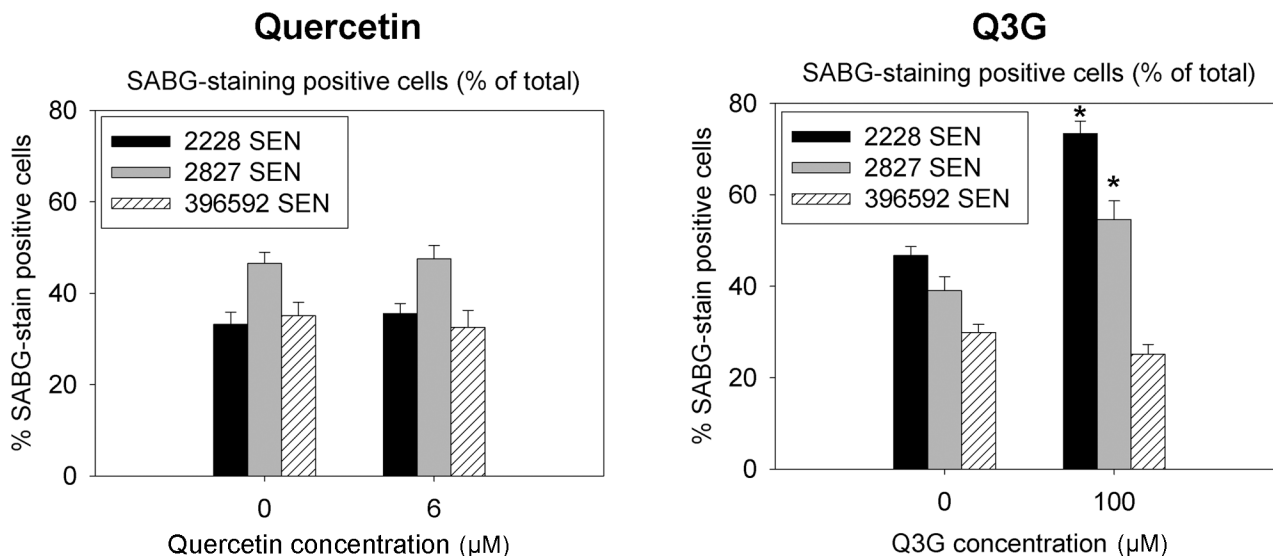 Quercetin
SABG-staining positive cells (% of total)
% SABG-stain positive cells
80
60
40
20
0
2228 SEN
2827 SEN
396592 SEN
0
6
Quercetin concentration (µM)
Q3G
SABG-staining positive cells (% of total)
% SABG-stain positive cells
80
60
40
20
0
2228 SEN
2827 SEN
396592 SEN
*
*
0
100
Q3G concentration (µM)